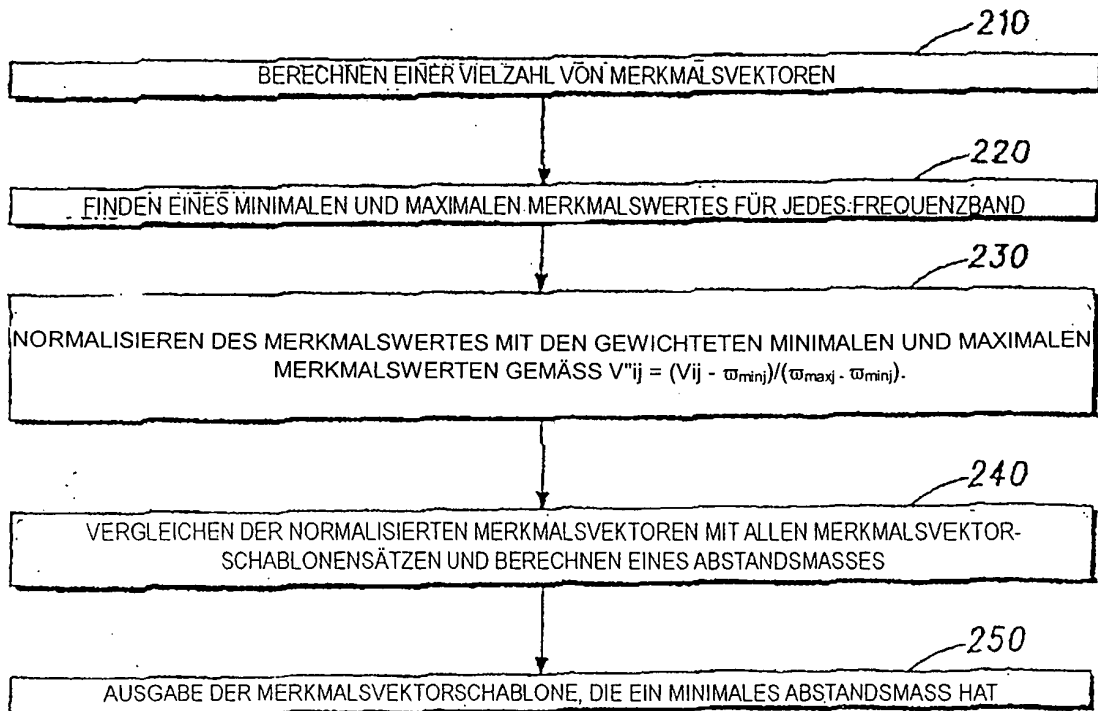 210
BERECHNEN EINER VIELZAHL VON MERKMALSVEKTOREN
220
FINDEN EINES MINIMALEN UND MAXIMALEN MERKMALSWERTES FÜR JEDES FREQUENZBAND
230
NORMALISIEREN DES MERKMALSWERTES MIT DEN GEWICHTETEN MINIMALEN UND MAXIMALEN
MERKMALSWERTEN GEMÄSS V"ij = (Vij - ϖminj)/(ϖmaxj - ϖminj).
240
VERGLEICHEN DER NORMALISIERTEN MERKMALSVEKTOREN MIT ALLEN MERKMALSVEKTOR-
SCHABLONENSÄTZEN UND BERECHNEN EINES ABSTANDSMASSES
250
AUSGABE DER MERKMALSVEKTORSCHABLONE, DIE EIN MINIMALES ABSTANDSMASS HAT